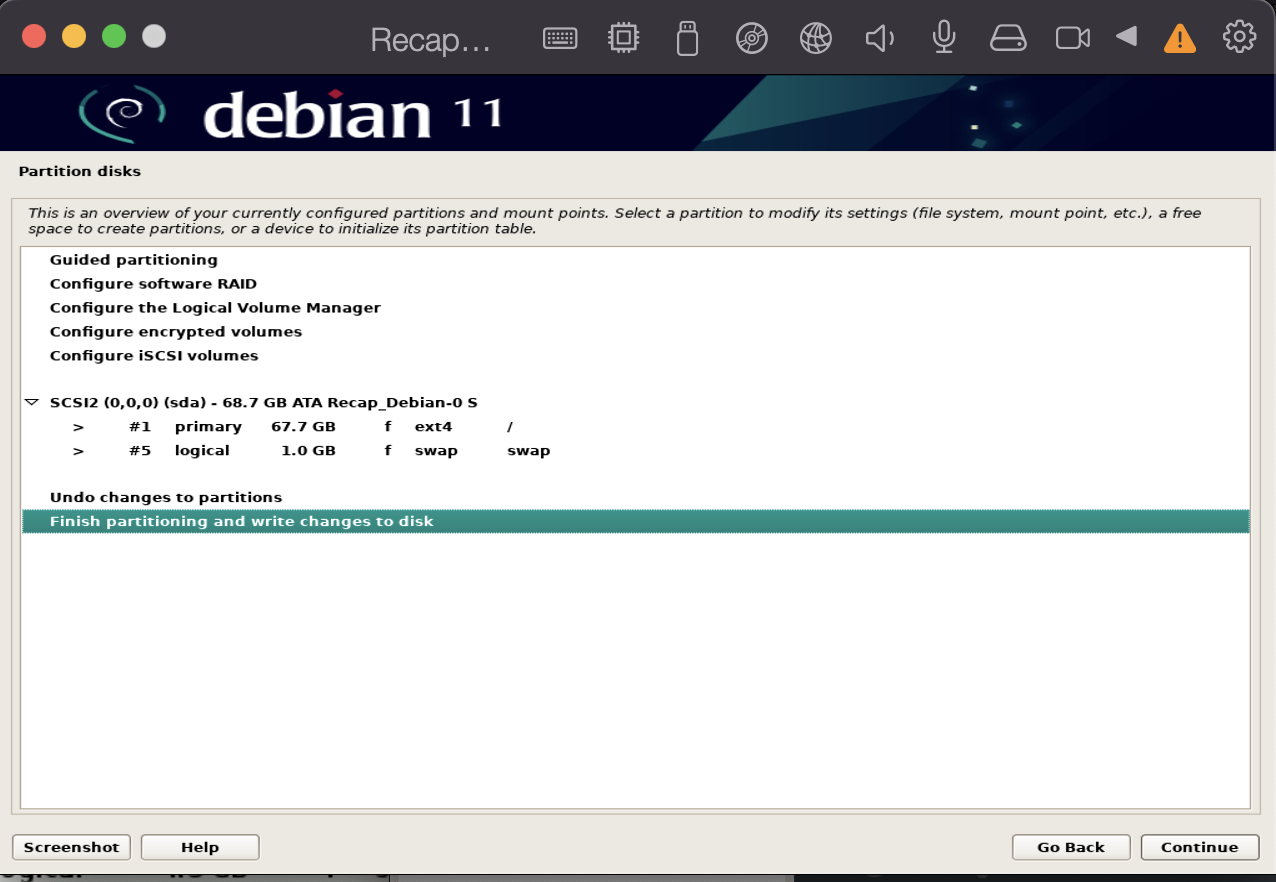 Recap...
debian 11
Partition disks
This is an overview of your currently configured partitions and mount points. Select a partition to modify its settings (file system, mount point, etc.), a free
space to create partitions, or a device to initialize its partition table.
Guided partitioning
Configure software RAID
Configure the Logical Volume Manager
Configure encrypted volumes
Configure iSCSI volumes
SCSI2 (0,0,0) (sda) - 68.7 GB ATA Recap_Debian-0 S
> #1 primary 67.7 GB f ext4 /
> #5 logical 1.0 GB f swap swap
Undo changes to partitions
Finish partitioning and write changes to disk
Screenshot Help Go Back Continue